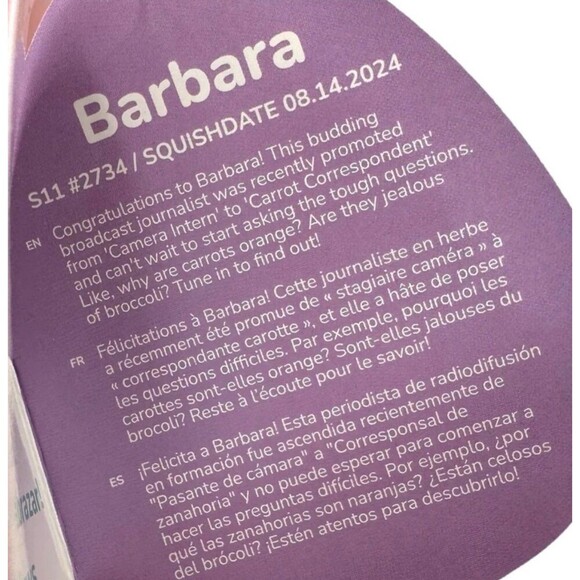 Barbara
S11 #2734 / SQUISHDATE 08.14.2024
EN Congratulations to Barbara! This budding
broadcast journalist was recently promoted
from 'Camera Intern' to 'Carrot Correspondent'
and can't wait to start asking the tough questions.
Like, why are carrots orange? Are they jealous
of broccoli? Tune in to find out!
FR Félicitations à Barbara! Cette journaliste en herbe
a récemment été promue de « stagiaire caméra » à
« correspondante carotte », et elle a hâte de poser
les questions difficiles. Par exemple, pourquoi les
carottes sont-elles orange? Sont-elles jalouses du
brocoli? Reste à l'écoute pour le savoir!
ES ¡Felicita a Barbara! Esta periodista de radiodifusión
en formación fue ascendida recientemente de
"Pasante de cámara" a "Corresponsal de
zanahoria" y no puede esperar para comenzar a
hacer las preguntas difíciles. Por ejemplo, ¿por
qué las zanahorias son naranjas? ¿Están celosos
del brócoli? ¡Estén atentos para descubrirlo!